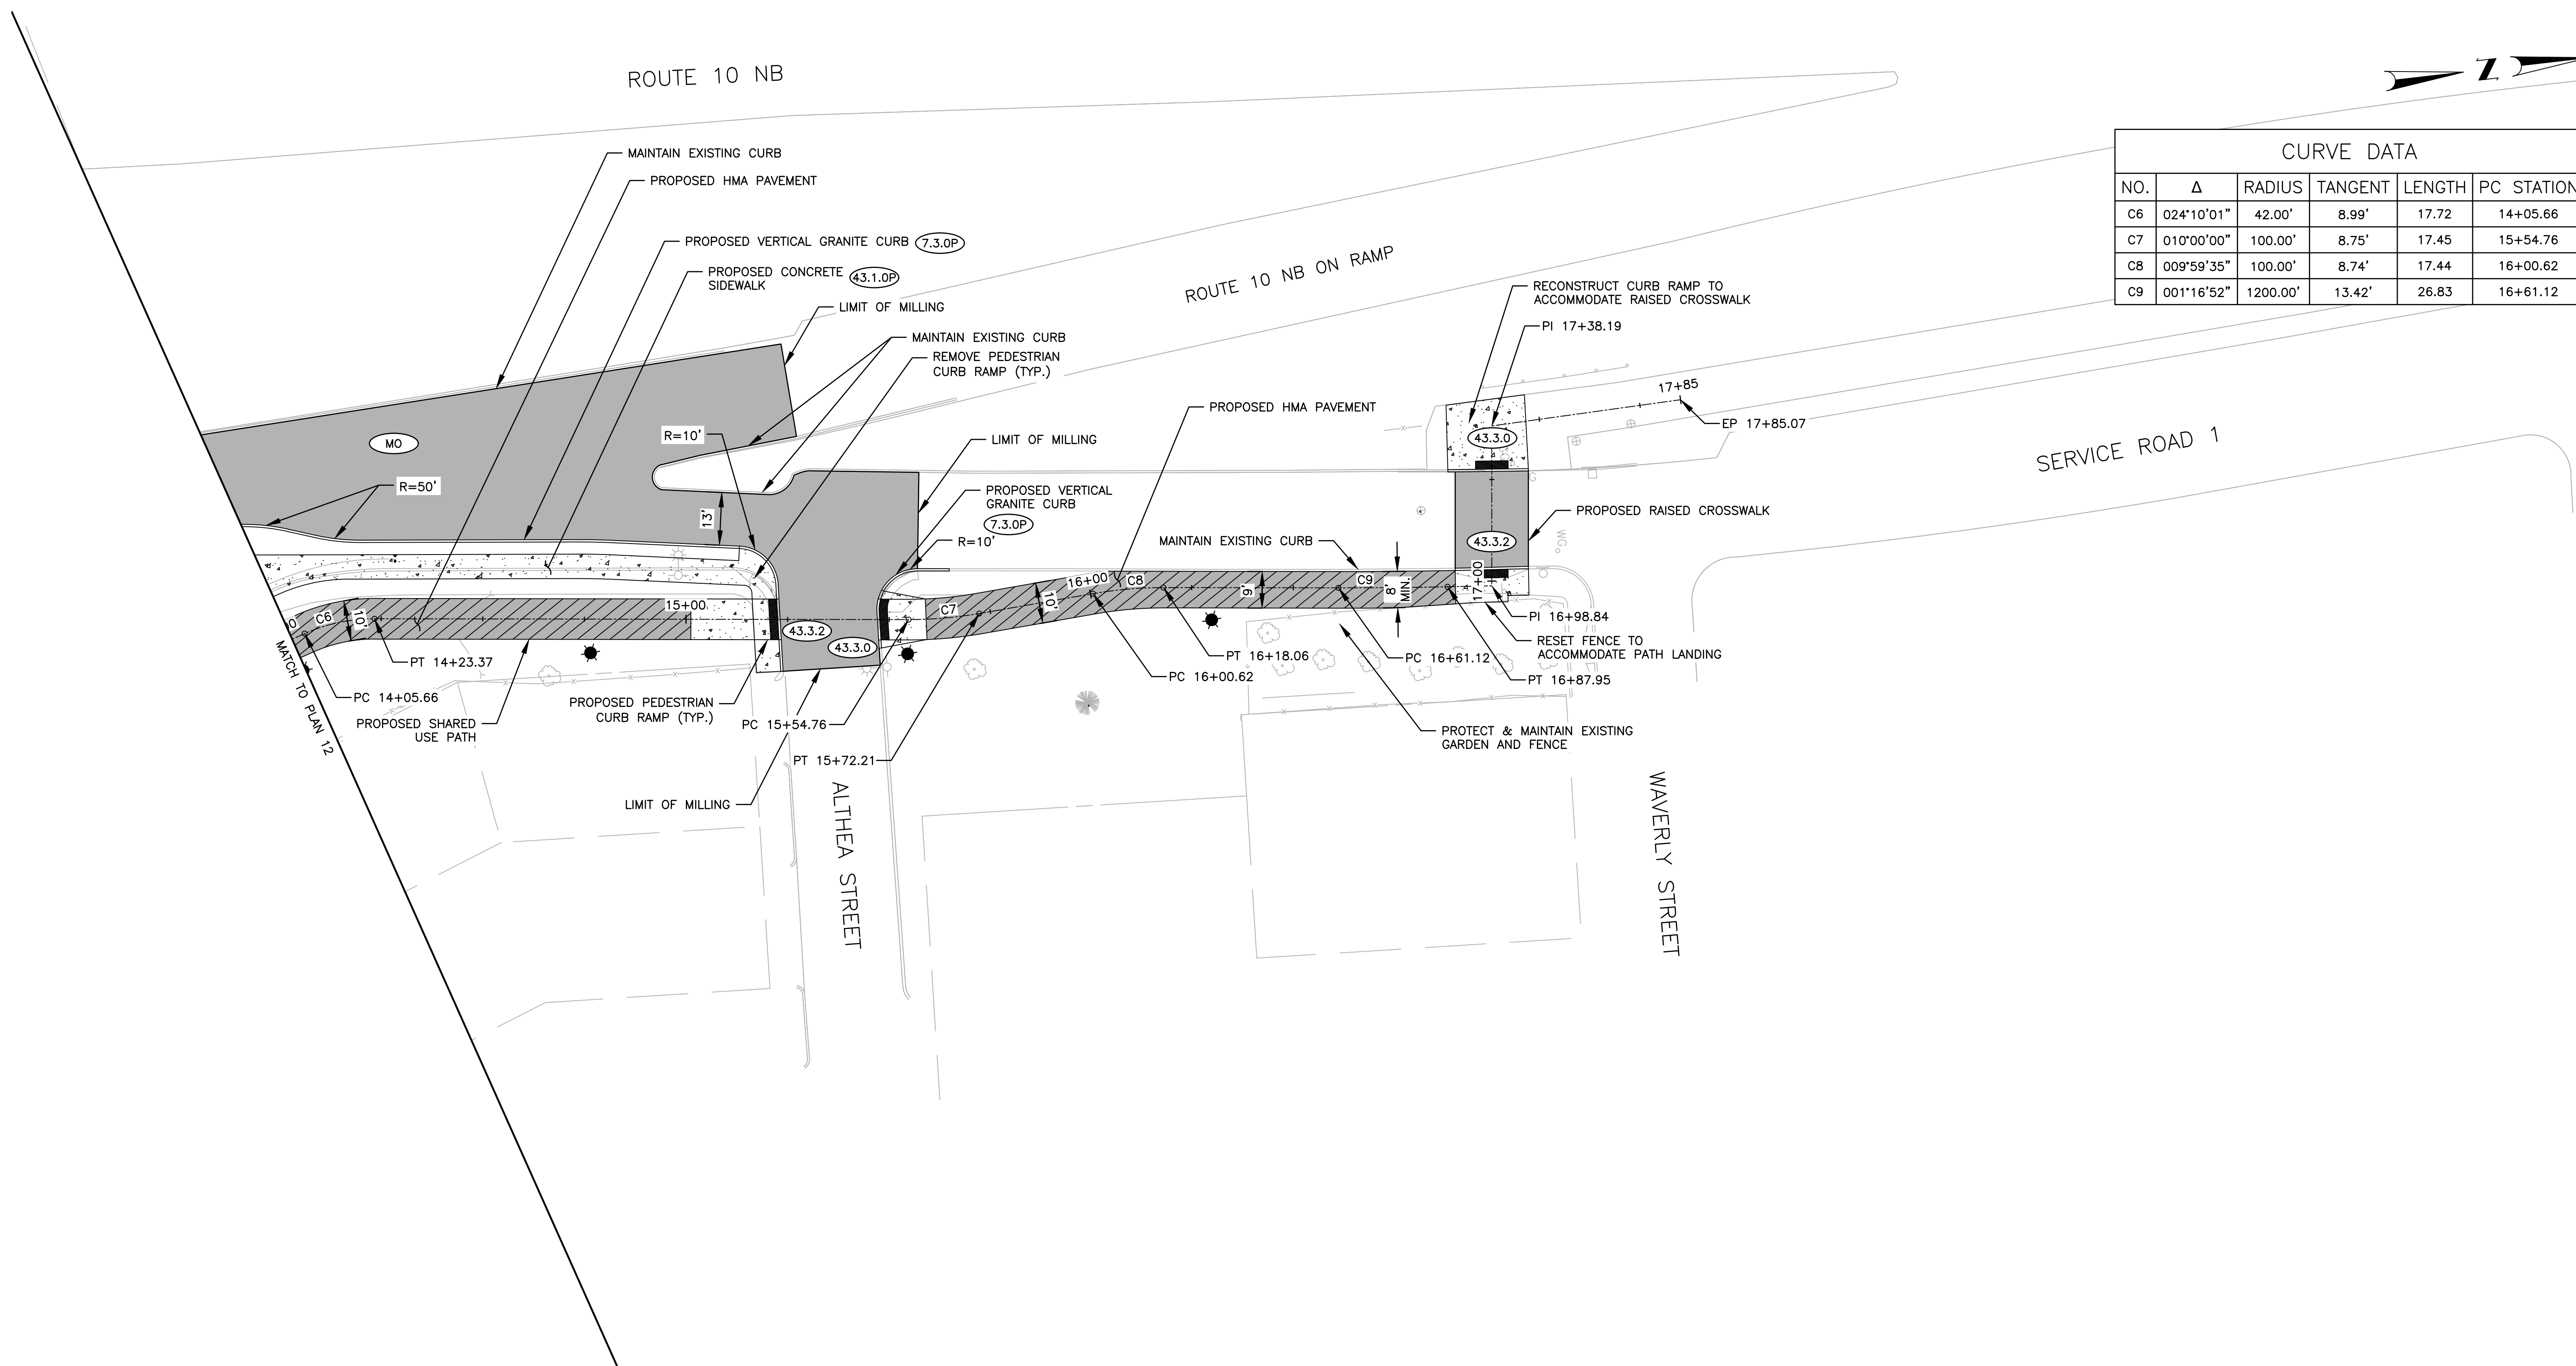 ROUTE 10 NB
Z
MAINTAIN EXISTING CURB
PROPOSED HMA PAVEMENT
PROPOSED VERTICAL GRANITE CURB 7.3.0P
PROPOSED CONCRETE
SIDEWALK
43.1.0P
LIMIT OF MILLING
MAINTAIN EXISTING CURB
REMOVE PEDESTRIAN
CURB RAMP (TYP.)
ROUTE 10 NB ON RAMP
CURVE DATA
NO. Δ RADIUS TANGENT LENGTH PC STATION
C6 024°10'01" 42.00' 8.99' 17.72 14+05.66
C7 010°00'00" 100.00' 8.75' 17.45 15+54.76
C8 009°59'35" 100.00' 8.74' 17.44 16+00.62
C9 001°16'52" 1200.00' 13.42' 26.83 16+61.12
RECONSTRUCT CURB RAMP TO
ACCOMMODATE RAISED CROSSWALK
PI 17+38.19
17+85
EP 17+85.07
SERVICE ROAD 1
PROPOSED HMA PAVEMENT
LIMIT OF MILLING
MO
R=10'
R=50'
13'
PROPOSED VERTICAL
GRANITE CURB
7.3.0P
R=10'
43.3.0
PROPOSED RAISED CROSSWALK
43.3.2
WG
MAINTAIN EXISTING CURB
C6
10'
15+00
43.3.2
43.3.0
C7
10'
16+00
C8
9'
C9
8'
MIN.
17+00
PI 16+98.84
RESET FENCE TO
ACCOMMODATE PATH LANDING
PT 14+23.37
PC 14+05.66
PT 16+18.06
PC 16+00.62
PC 16+61.12
PT 16+87.95
MATCH TO PLAN 12
PROPOSED SHARED
USE PATH
PROPOSED PEDESTRIAN
CURB RAMP (TYP.)
PC 15+54.76
PT 15+72.21
LIMIT OF MILLING
PROTECT & MAINTAIN EXISTING
GARDEN AND FENCE
ALTHEA STREET
WAVERLY STREET